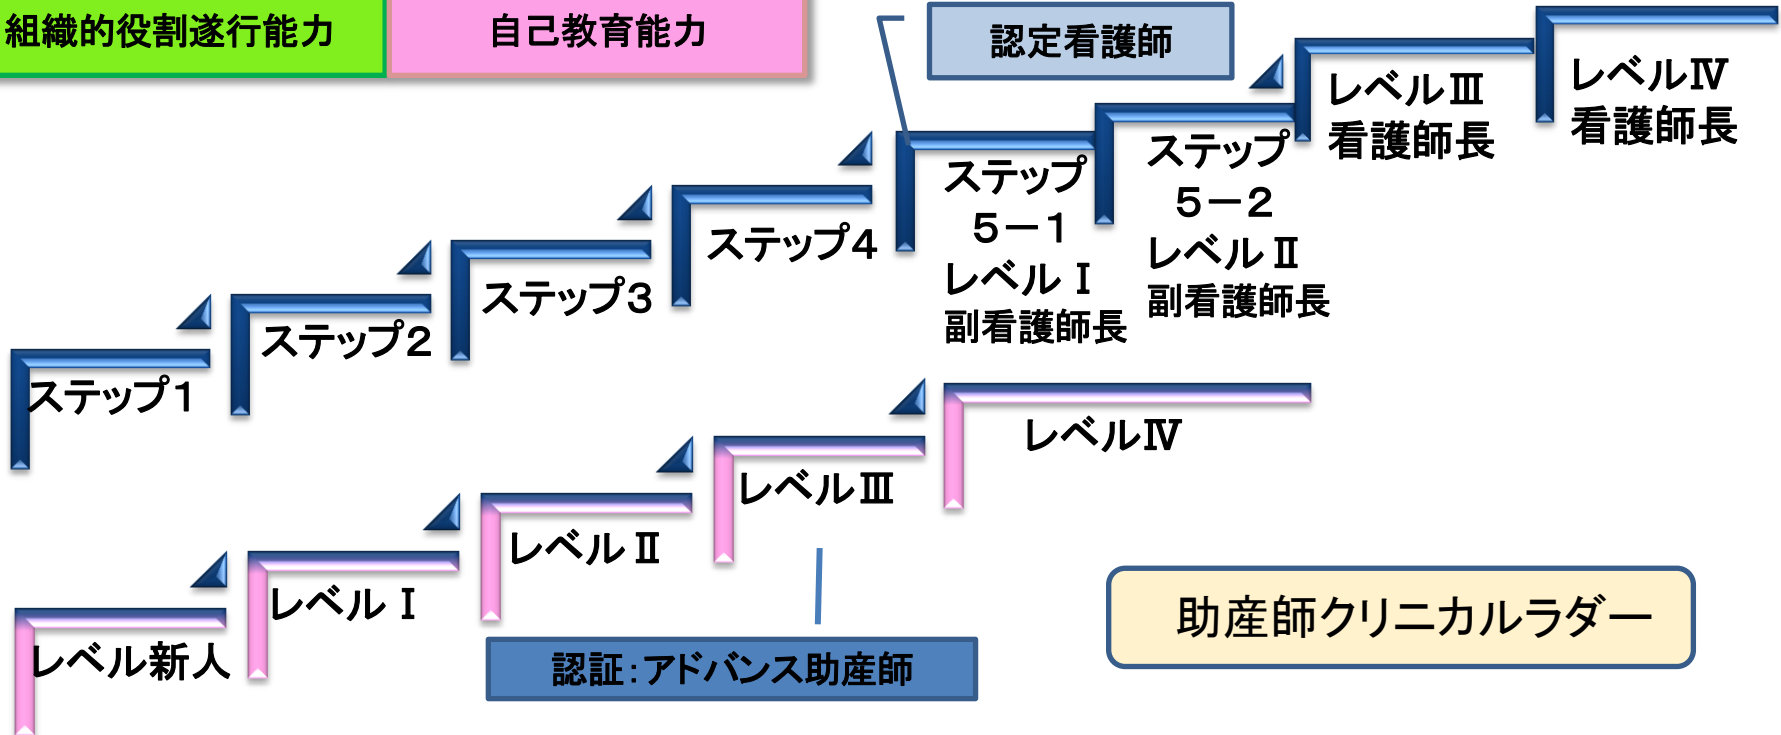 組織的役割遂行能力
自己教育能力
認定看護師
レベルⅣ
看護師長
レベルⅢ
看護師長
ステップ
5－2
レベルⅡ
副看護師長
ステップ
5－1
レベルⅠ
副看護師長
ステップ4
ステップ3
ステップ2
ステップ1
レベルⅣ
レベルⅢ
レベルⅡ
レベルⅠ
レベル新人
認証：アドバンス助産師
助産師クリニカルラダー